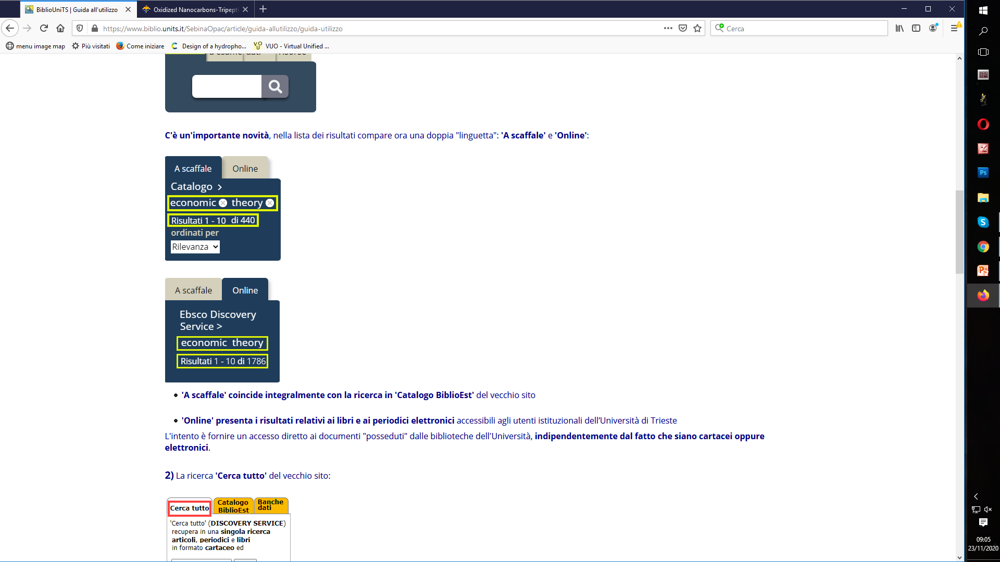 BiblioUniTS | Guida all'utilizzo
Oxidized Nanocarbons-Tripepti
https://www.biblio.units.it/SebinaOpac/article/guida-allutilizzo/guida-utilizzo
Cerca
menu image map
Più visitati
Come iniziare
Design of a hydropho...
VUO - Virtual Unified ...
C'è un'importante novità, nella lista dei risultati compare ora una doppia "linguetta": 'A scaffale' e 'Online':
A scaffale Online
Catalogo >
economic theory
Risultati 1 - 10 di 440
ordinati per
Rilevanza
A scaffale Online
Ebsco Discovery
Service >
economic theory
Risultati 1 - 10 di 1786
'A scaffale' coincide integralmente con la ricerca in 'Catalogo BiblioEst' del vecchio sito
'Online' presenta i risultati relativi ai libri e ai periodici elettronici accessibili agli utenti istituzionali dell’Università di Trieste
L'intento è fornire un accesso diretto ai documenti "posseduti" dalle biblioteche dell'Università, indipendentemente dal fatto che siano cartacei oppure
elettronici.
2) La ricerca 'Cerca tutto' del vecchio sito:
Cerca tutto
Catalogo
BiblioEst
Banche
dati
'Cerca tutto' (DISCOVERY SERVICE)
recupera in una singola ricerca
articoli, periodici e libri
in formato cartaceo ed
09:05
23/11/2020